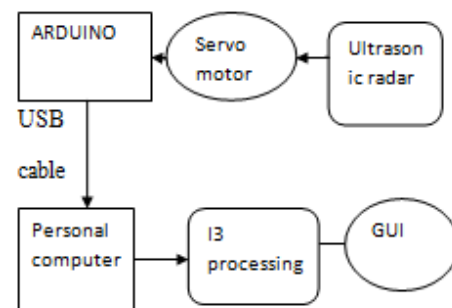 ARDUINO
Servo
motor
Ultrason
ic radar
USB
cable
Personal
computer
I3
processing
GUI